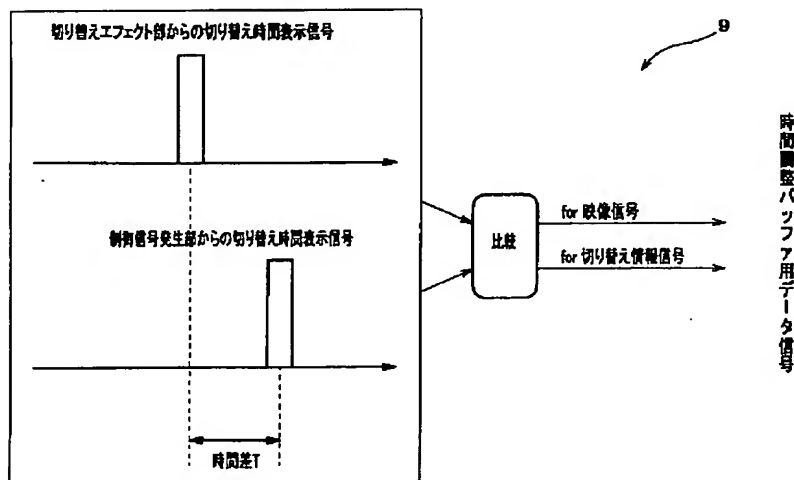 切り替えエフェクト部からの切り替え時間表示信号
9
制御信号発生部からの切り替え時間表示信号
比較
for 映像信号
for 切り替え情報信号
時間差T
時間調整バッファ用データ信号